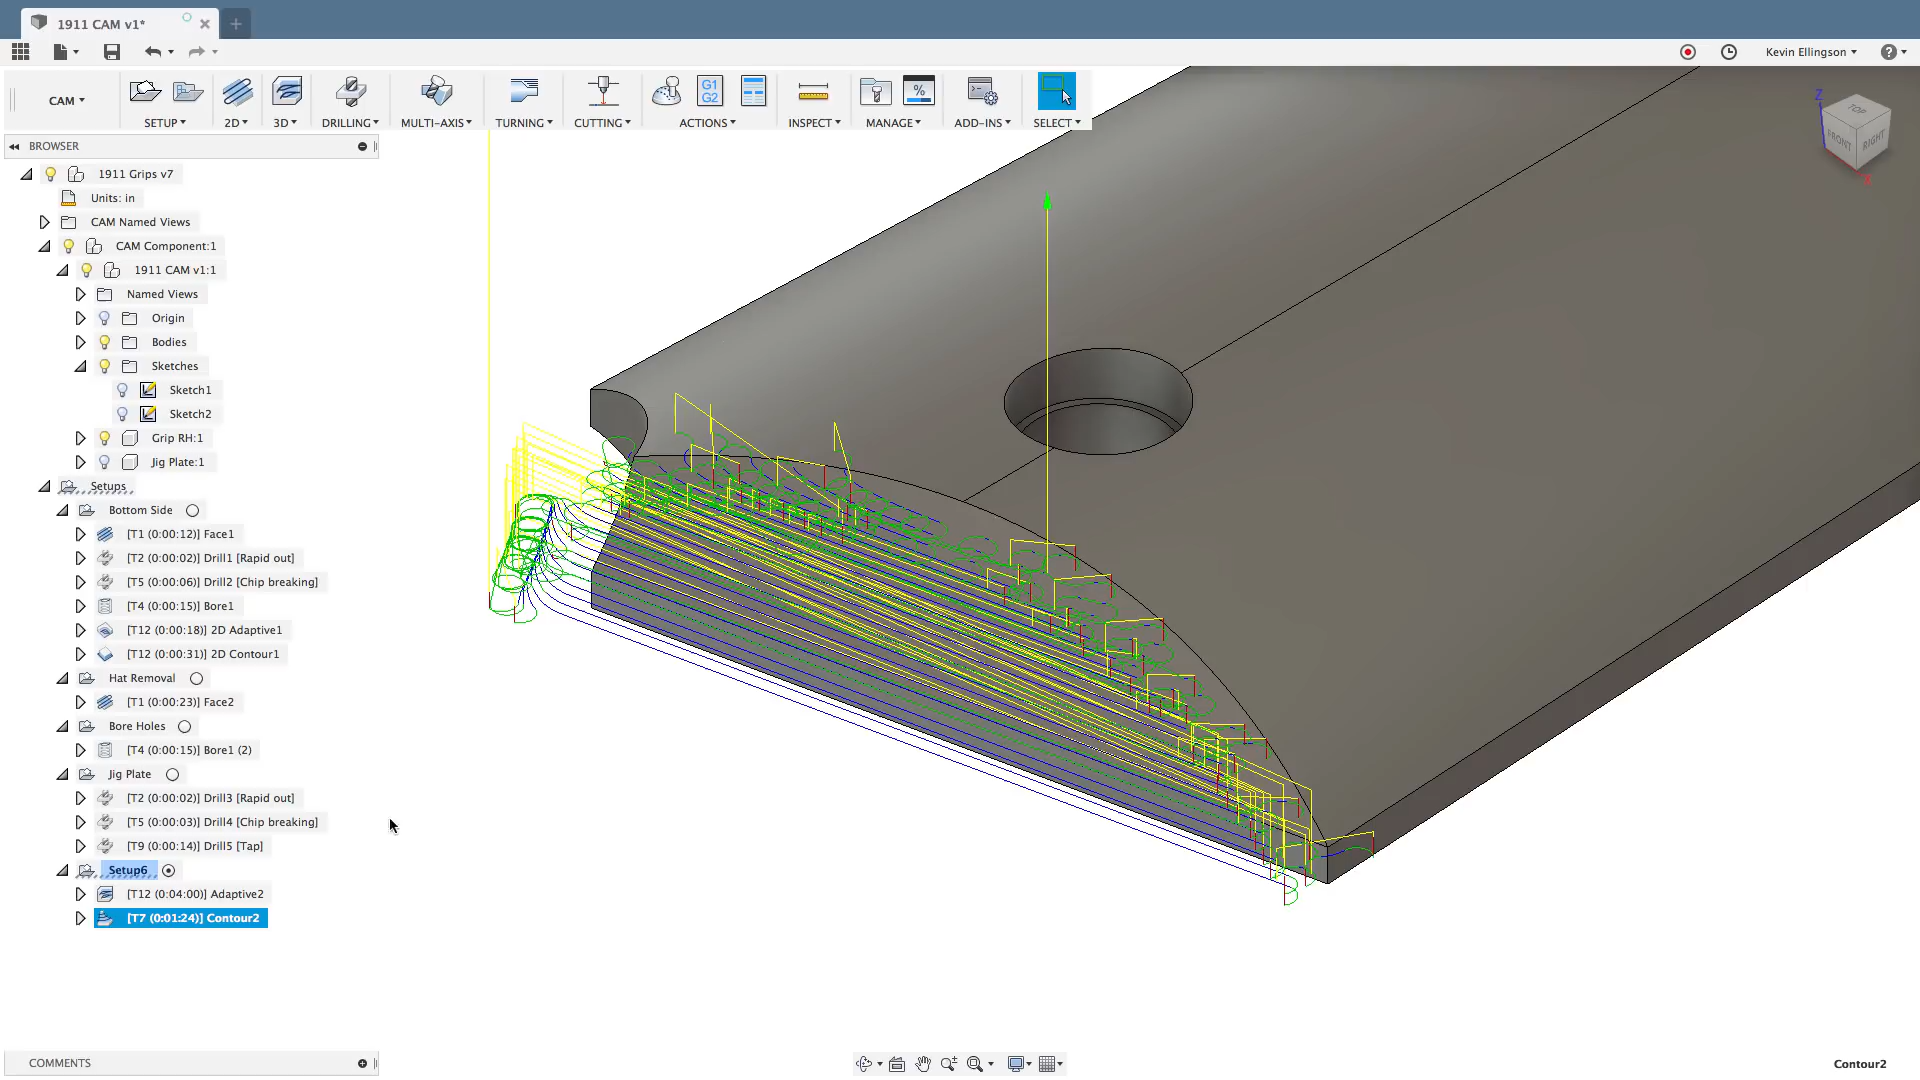 1911 CAM v1*
Kevin Ellingson
CAM
G1
G2
%
SETUP
2D
3D
DRILLING
MULTI-AXIS
TURNING
CUTTING
ACTIONS
INSPECT
MANAGE
ADD-INS
SELECT
Z
TOP
FRONT
RIGHT
X
BROWSER
1911 Grips v7
Units: in
CAM Named Views
CAM Component:1
1911 CAM v1:1
Named Views
Origin
Bodies
Sketches
Sketch1
Sketch2
Grip RH:1
Jig Plate:1
Setups
Bottom Side
[T1 (0:00:12)] Face1
[T2 (0:00:02)] Drill1 [Rapid out]
[T5 (0:00:06)] Drill2 [Chip breaking]
[T4 (0:00:15)] Bore1
[T12 (0:00:18)] 2D Adaptive1
[T12 (0:00:31)] 2D Contour1
Hat Removal
[T1 (0:00:23)] Face2
Bore Holes
[T4 (0:00:15)] Bore1 (2)
Jig Plate
[T2 (0:00:02)] Drill3 [Rapid out]
[T5 (0:00:03)] Drill4 [Chip breaking]
[T9 (0:00:14)] Drill5 [Tap]
Setup6
[T12 (0:04:00)] Adaptive2
[T7 (0:01:24)] Contour2
COMMENTS
Contour2